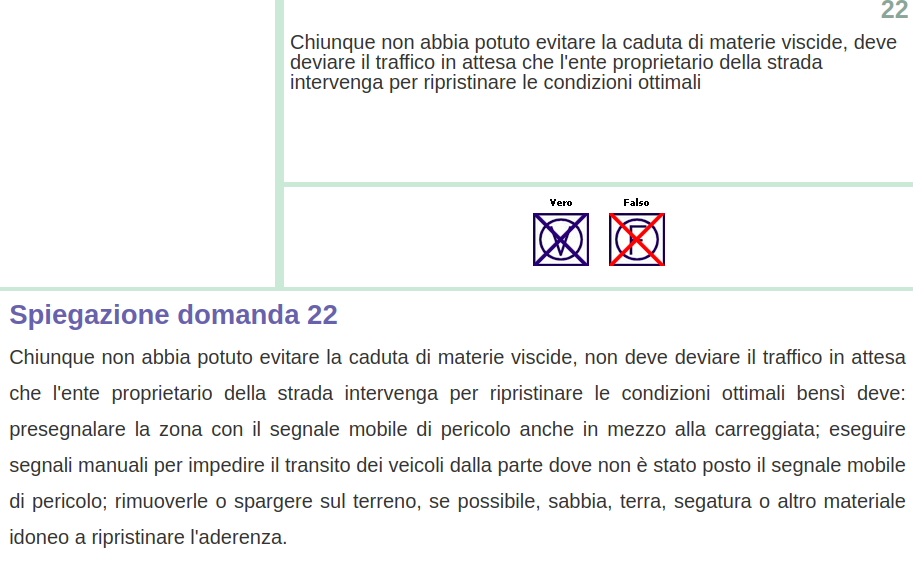 22
Chiunque non abbia potuto evitare la caduta di materie viscide, deve
deviare il traffico in attesa che l'ente proprietario della strada
intervenga per ripristinare le condizioni ottimali
Vero Falso
V F
Spiegazione domanda 22
Chiunque non abbia potuto evitare la caduta di materie viscide, non deve deviare il traffico in attesa
che l'ente proprietario della strada intervenga per ripristinare le condizioni ottimali bensì deve:
presegnalare la zona con il segnale mobile di pericolo anche in mezzo alla carreggiata; eseguire
segnali manuali per impedire il transito dei veicoli dalla parte dove non è stato posto il segnale mobile
di pericolo; rimuoverle o spargere sul terreno, se possibile, sabbia, terra, segatura o altro materiale
idoneo a ripristinare l'aderenza.